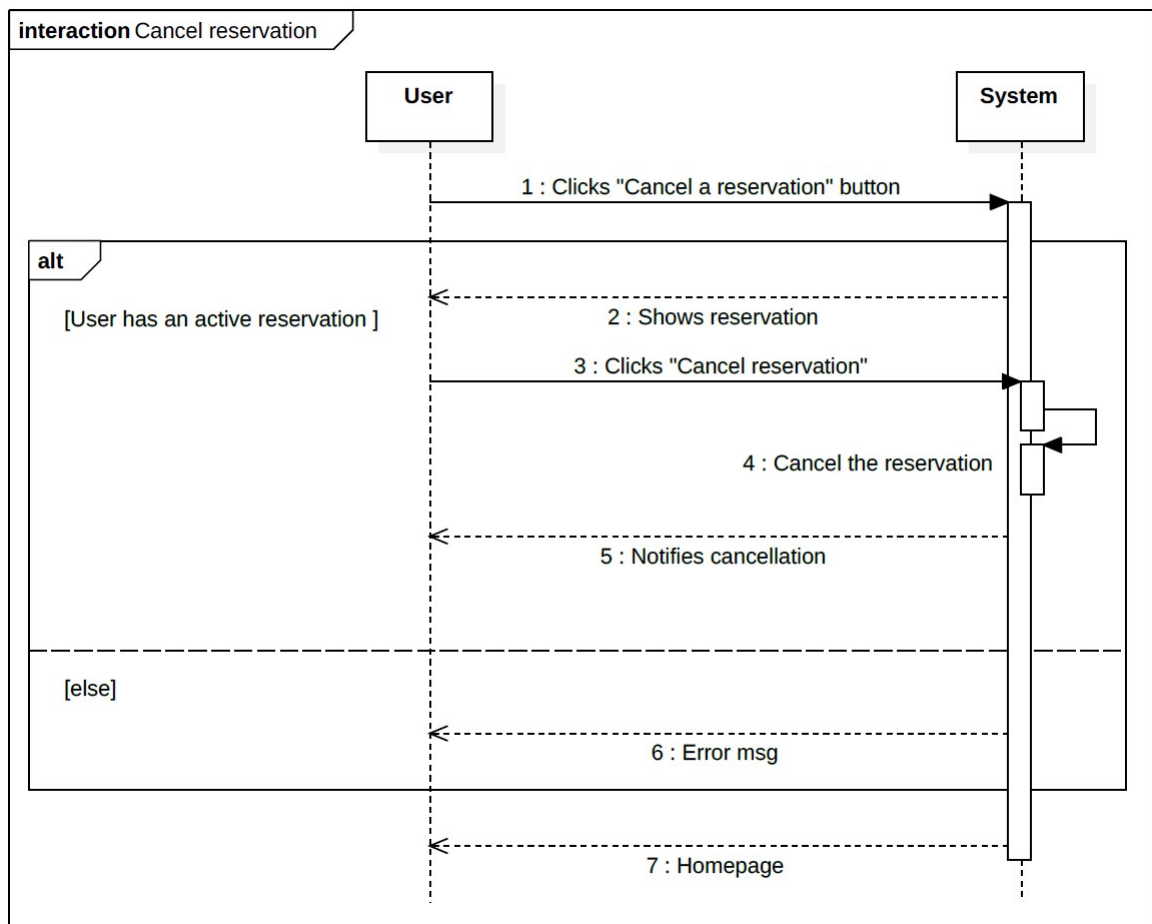 interaction Cancel reservation
User
System
1 : Clicks "Cancel a reservation" button
alt
[User has an active reservation ]
2 : Shows reservation
3 : Clicks "Cancel reservation"
4 : Cancel the reservation
5 : Notifies cancellation
[else]
6 : Error msg
7 : Homepage